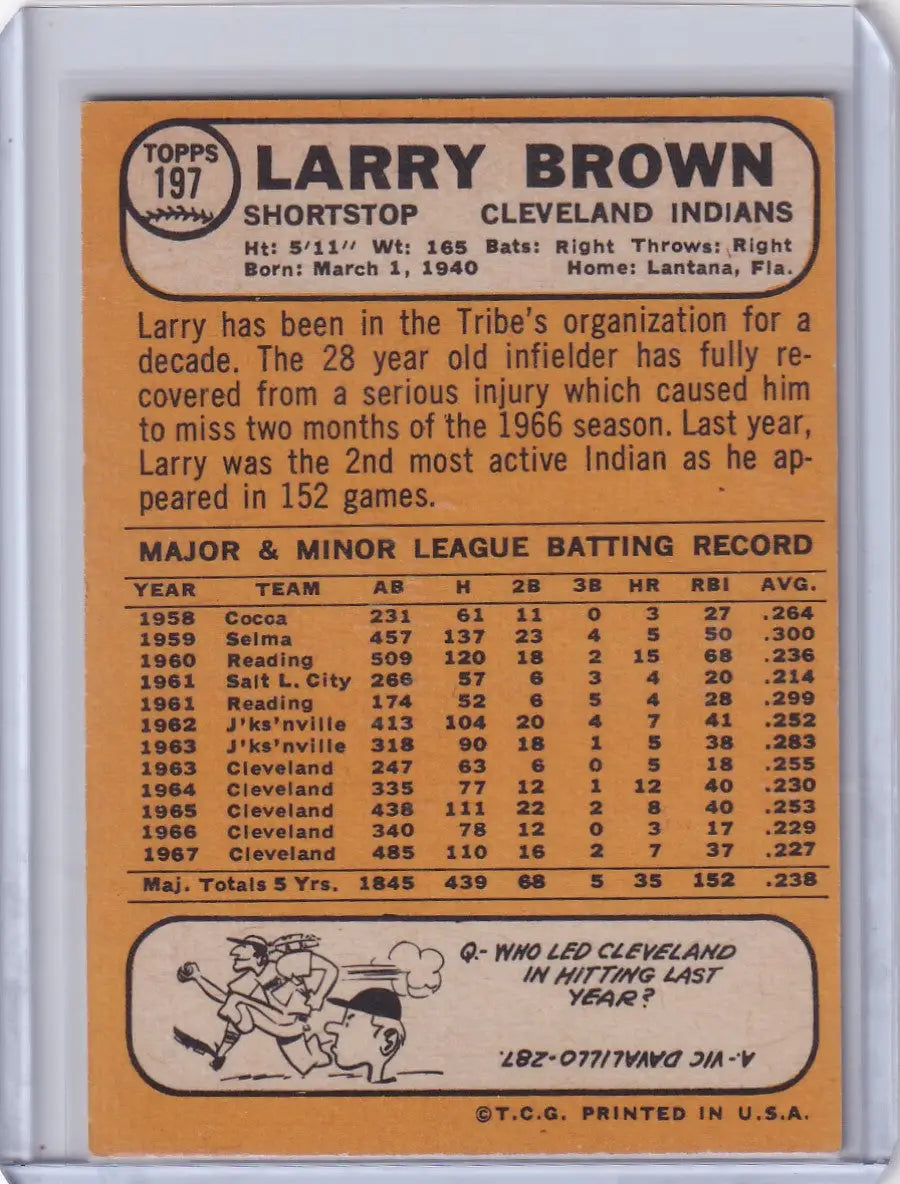 TOPPS
197
LARRY BROWN
SHORTSTOP CLEVELAND INDIANS
Ht: 5'11" Wt: 165 Bats: Right Throws: Right
Born: March 1, 1940 Home: Lantana, Fla.
Larry has been in the Tribe's organization for a
decade. The 28 year old infielder has fully re-
covered from a serious injury which caused him
to miss two months of the 1966 season. Last year,
Larry was the 2nd most active Indian as he ap-
peared in 152 games.
MAJOR & MINOR LEAGUE BATTING RECORD
YEAR TEAM AB H 2B 3B HR RBI AVG.
1958 Cocoa 231 61 11 0 3 27 .264
1959 Selma 457 137 23 4 5 50 .300
1960 Reading 509 120 18 2 15 68 .236
1961 Salt L. City 266 57 6 3 4 20 .214
1961 Reading 174 52 6 5 4 28 .299
1962 J'ks'nville 413 104 20 4 7 41 .252
1963 J'ks'nville 318 90 18 1 5 38 .283
1963 Cleveland 247 63 6 0 5 18 .255
1964 Cleveland 335 77 12 1 12 40 .230
1965 Cleveland 438 111 22 2 8 40 .253
1966 Cleveland 340 78 12 0 3 17 .229
1967 Cleveland 485 110 16 2 7 37 .227
Maj. Totals 5 Yrs. 1845 439 68 5 35 152 .238
Q.- WHO LED CLEVELAND
IN HITTING LAST
YEAR?
A.- VIC DAVALILLO-.287.
©T.C.G. PRINTED IN U.S.A.